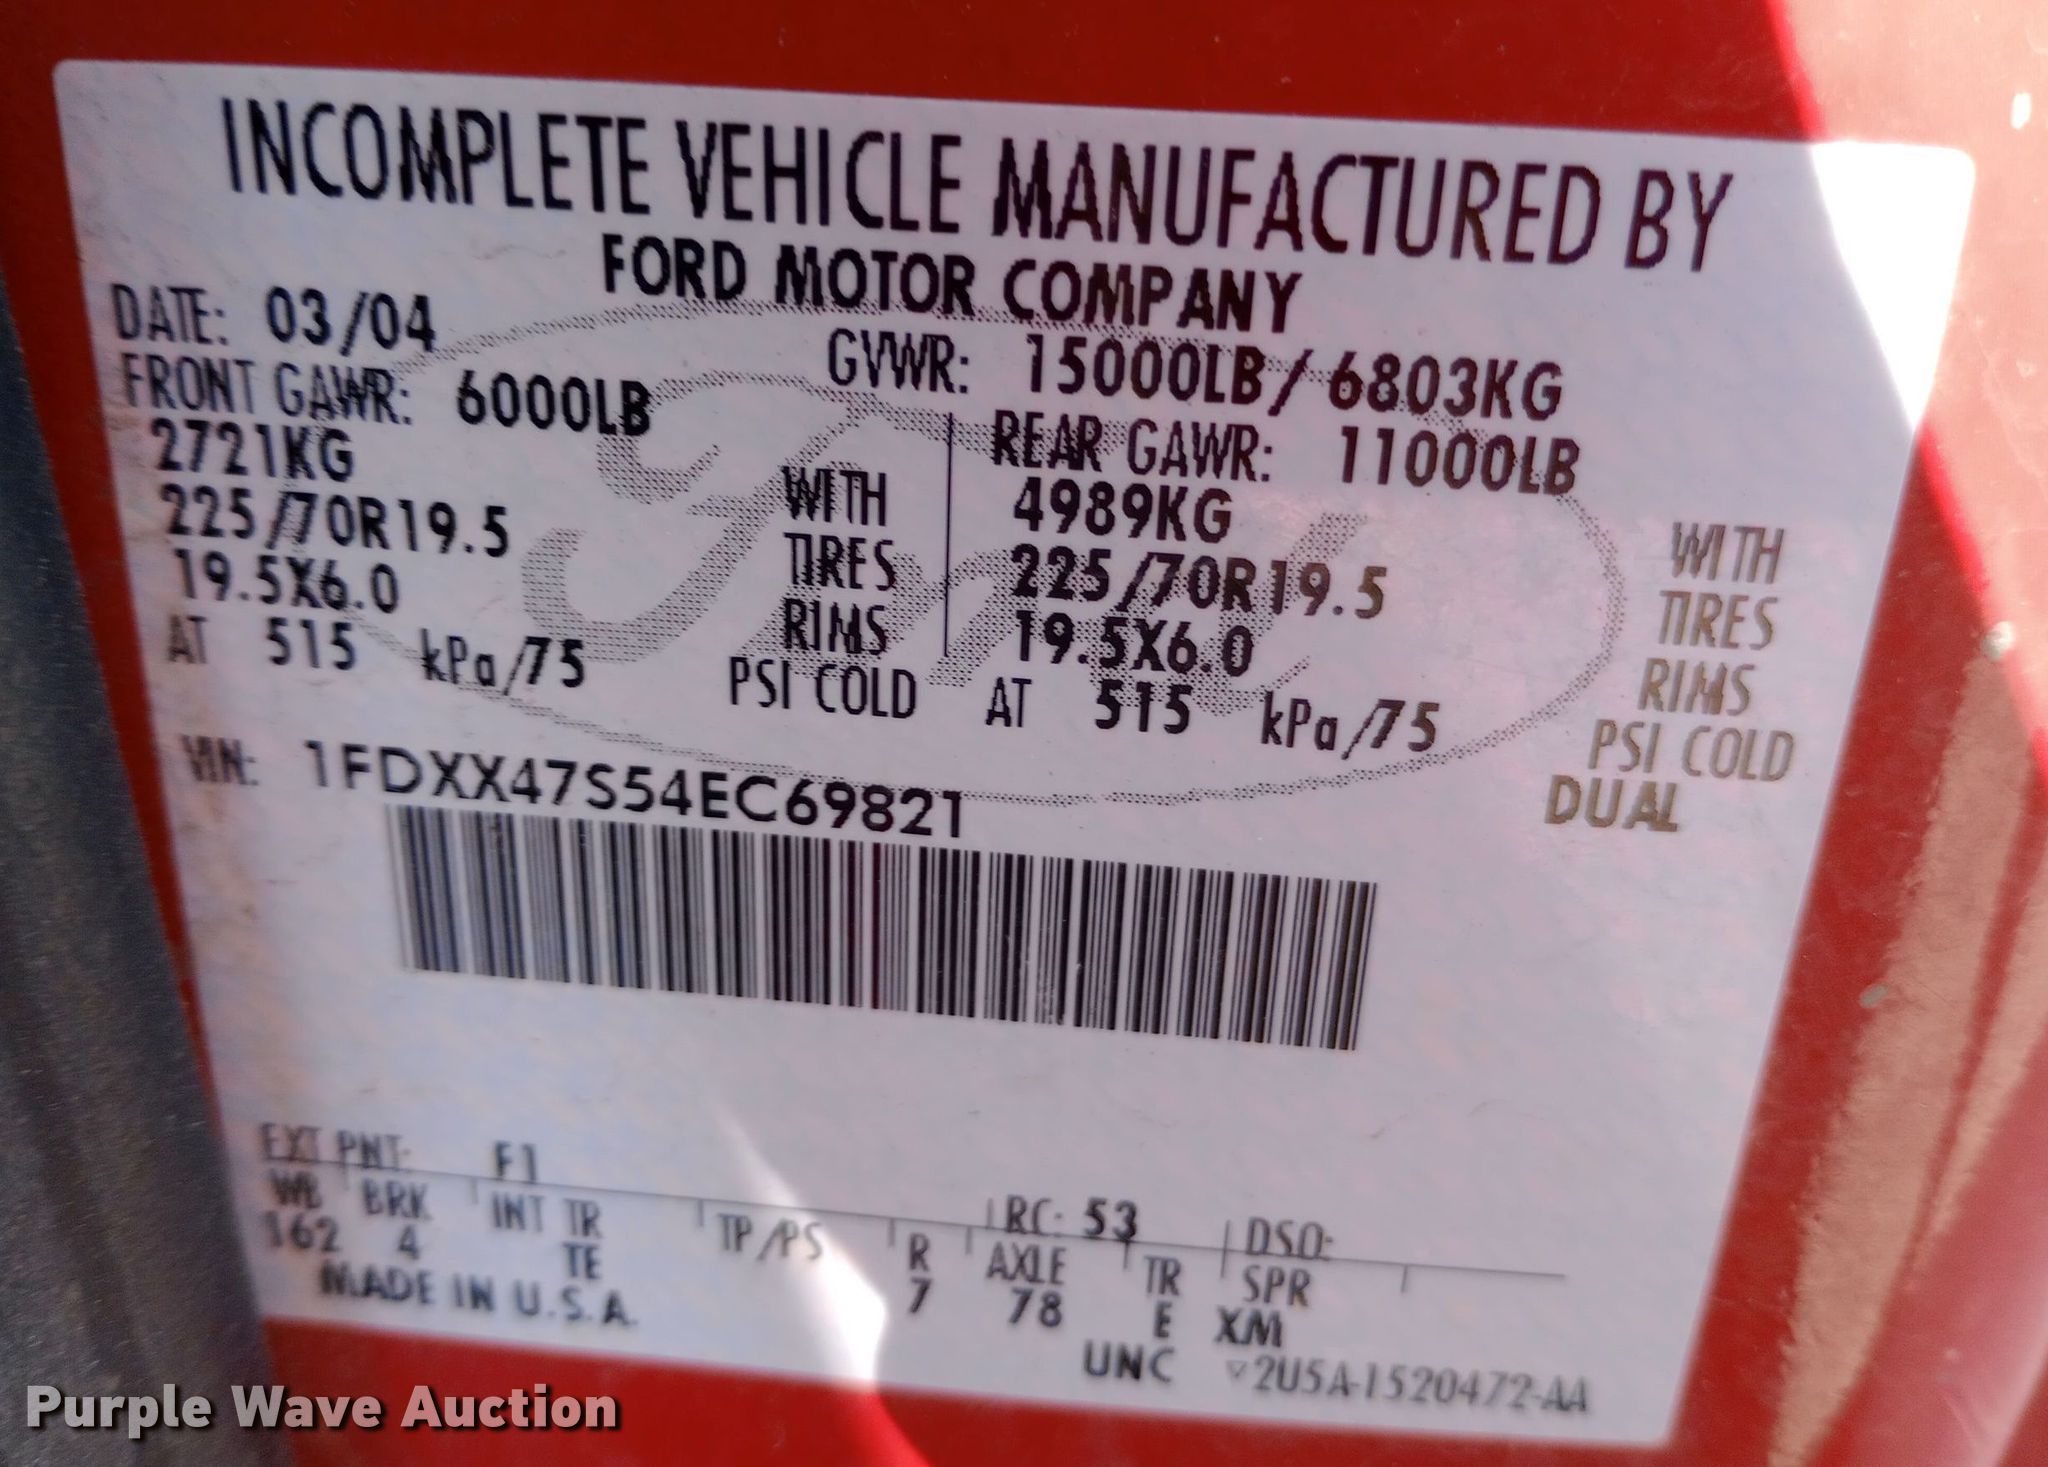 INCOMPLETE VEHICLE MANUFACTURED BY
FORD MOTOR COMPANY
DATE: 03/04
GVWR: 15000LB/ 6803KG
FRONT GAWR: 6000LB
2721KG
WITH
225/70R19.5
TIRES
19.5X6.0
RIMS
AT 515 kPa/75
PSI COLD
REAR GAWR: 11000LB
4989KG
WITH
225/70R19.5
TIRES
19.5X6.0
RIMS
AT 515 kPa/75
PSI COLD
DUAL
VIN: 1FDXX47S54EC69821
EXT PNT: F1
RC: 53
DSO:
WB BRK INT TR TP/PS R AXLE TR SPR
162 4 TE 7 78 E XM
MADE IN U.S.A.
UNC
▽2U5A-1520472-AA
Ford
Purple Wave Auction